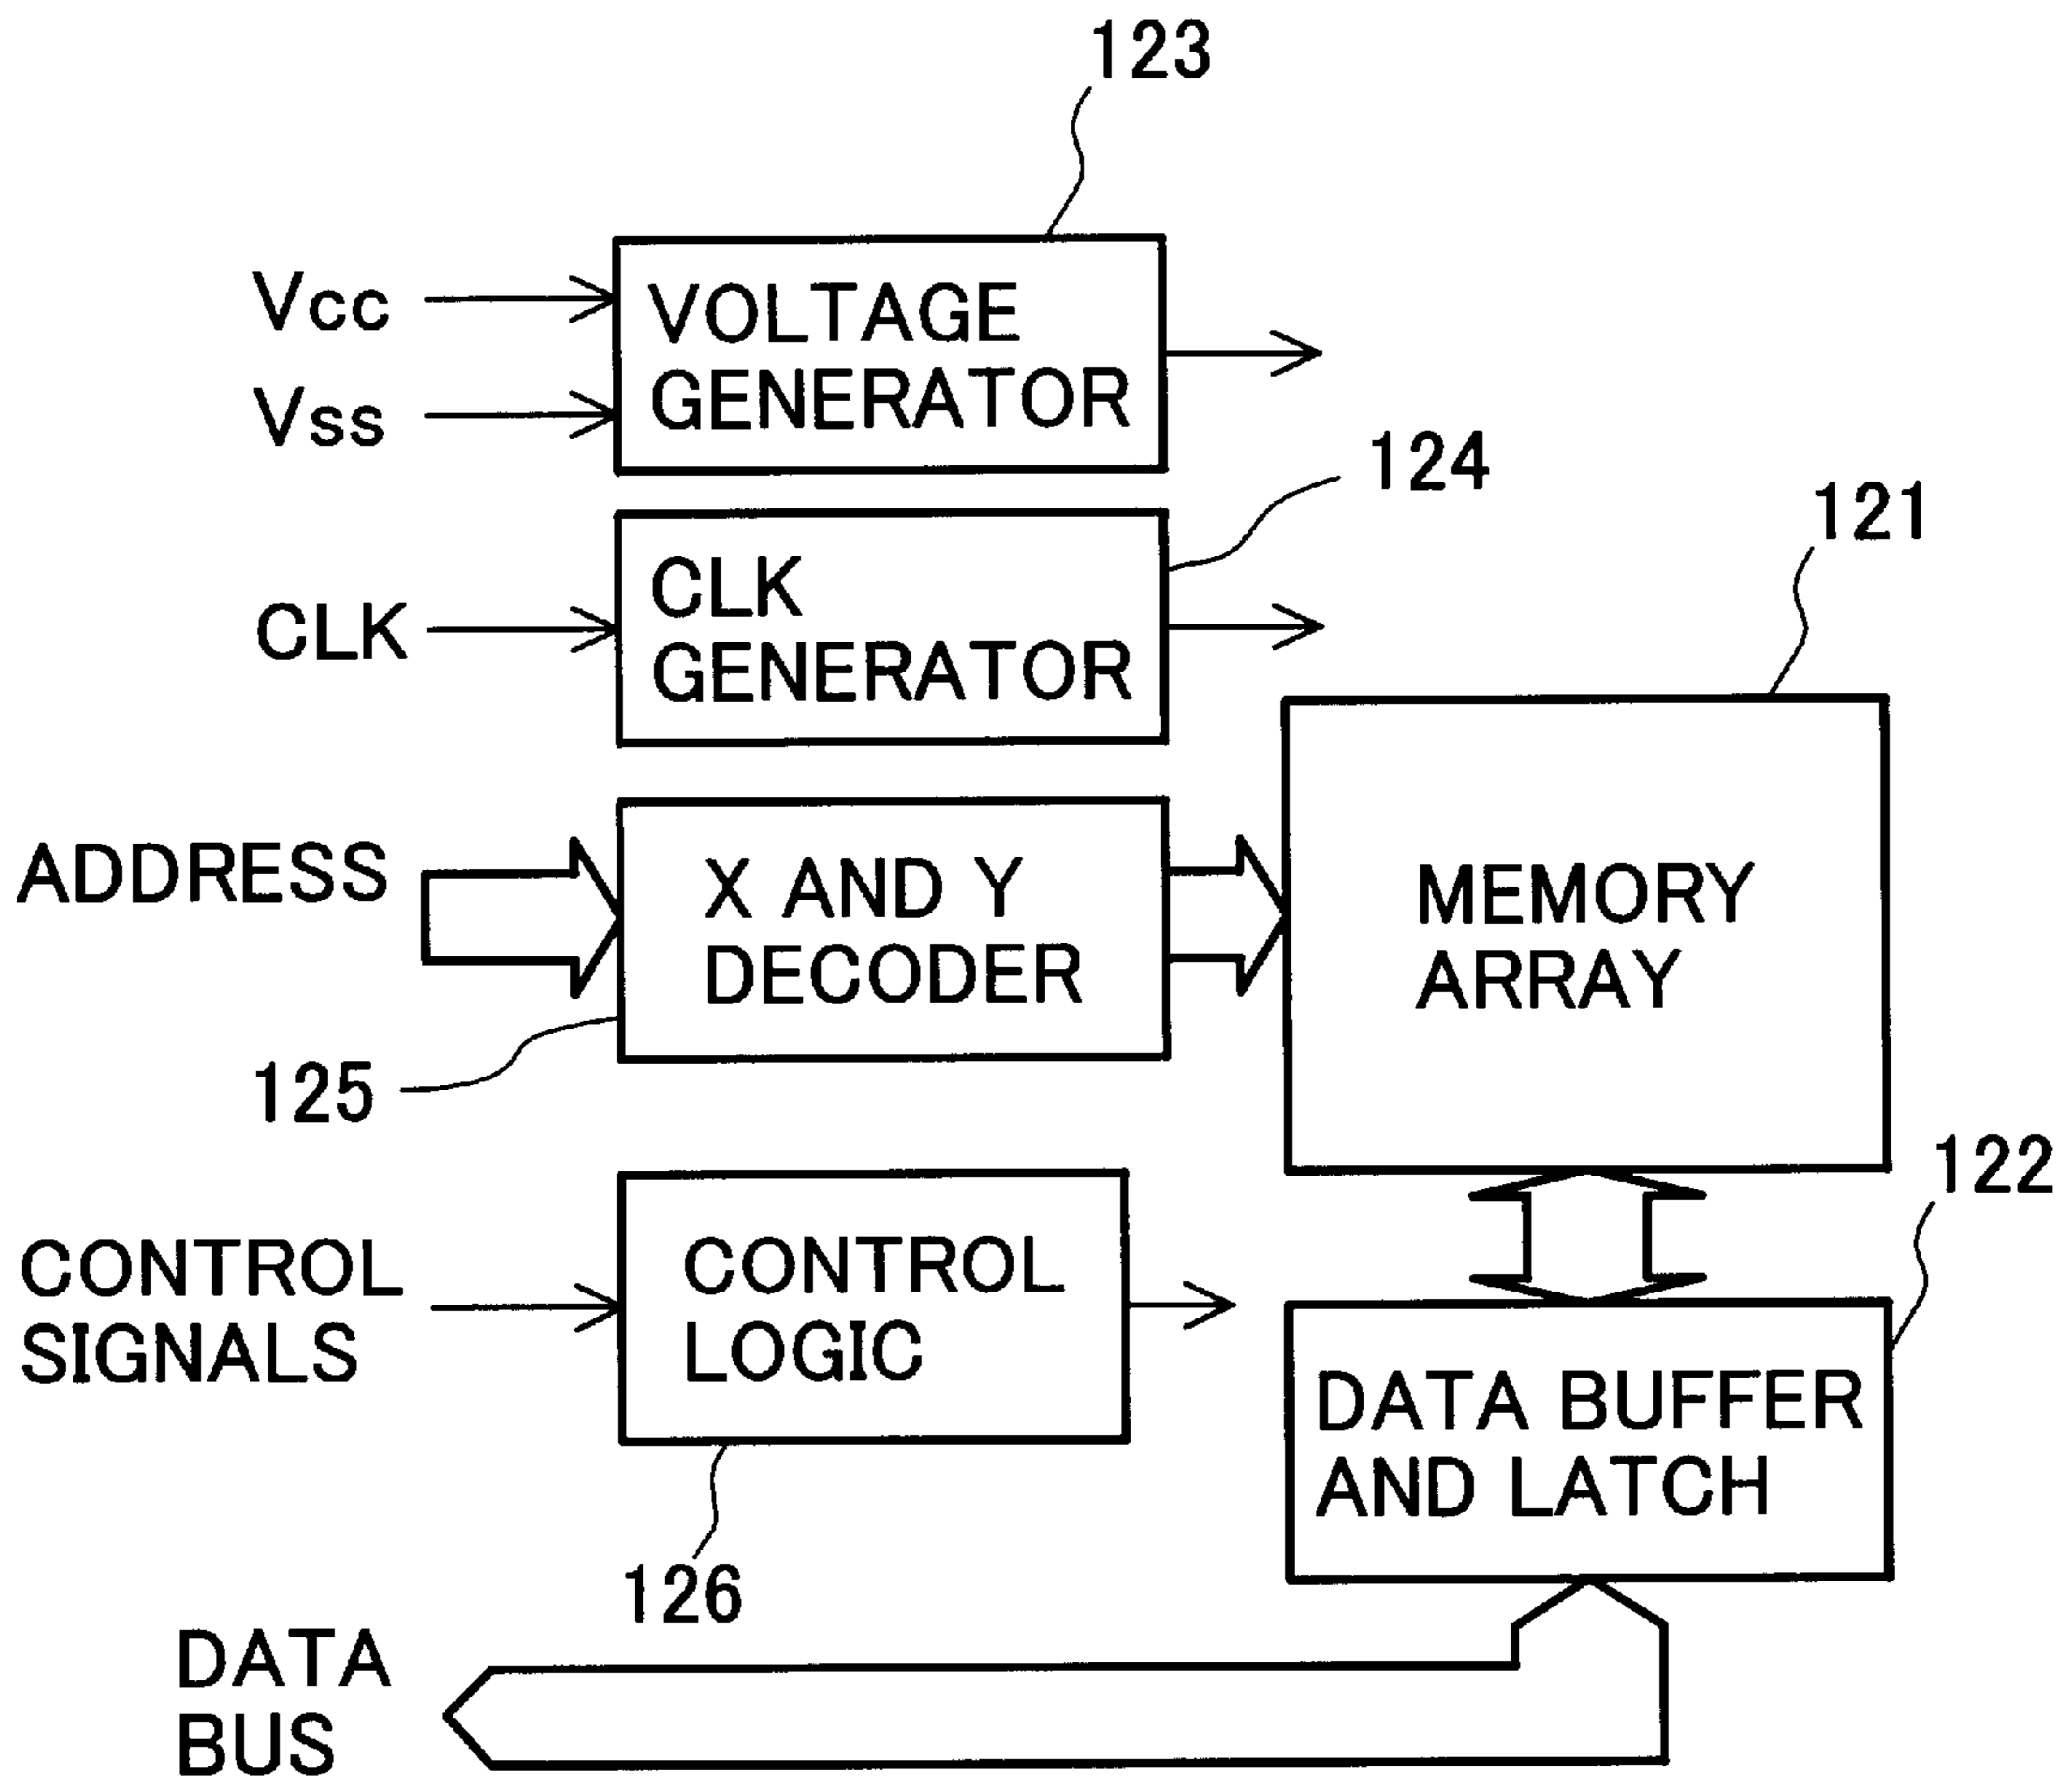 123
Vcc
VOLTAGE
GENERATOR
Vss
124
121
CLK
CLK
GENERATOR
ADDRESS
X AND Y
DECODER
MEMORY
ARRAY
125
122
CONTROL
SIGNALS
CONTROL
LOGIC
DATA BUFFER
AND LATCH
126
DATA
BUS